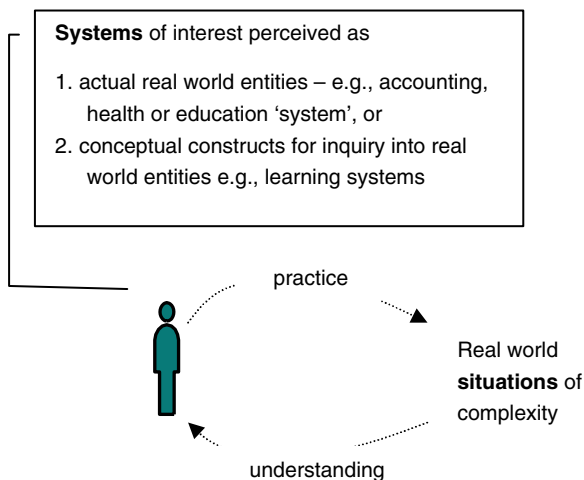 Systems of interest perceived as
1. actual real world entities – e.g., accounting,
health or education ‘system’, or
2. conceptual constructs for inquiry into real
world entities e.g., learning systems
practice
Real world
situations of
complexity
understanding